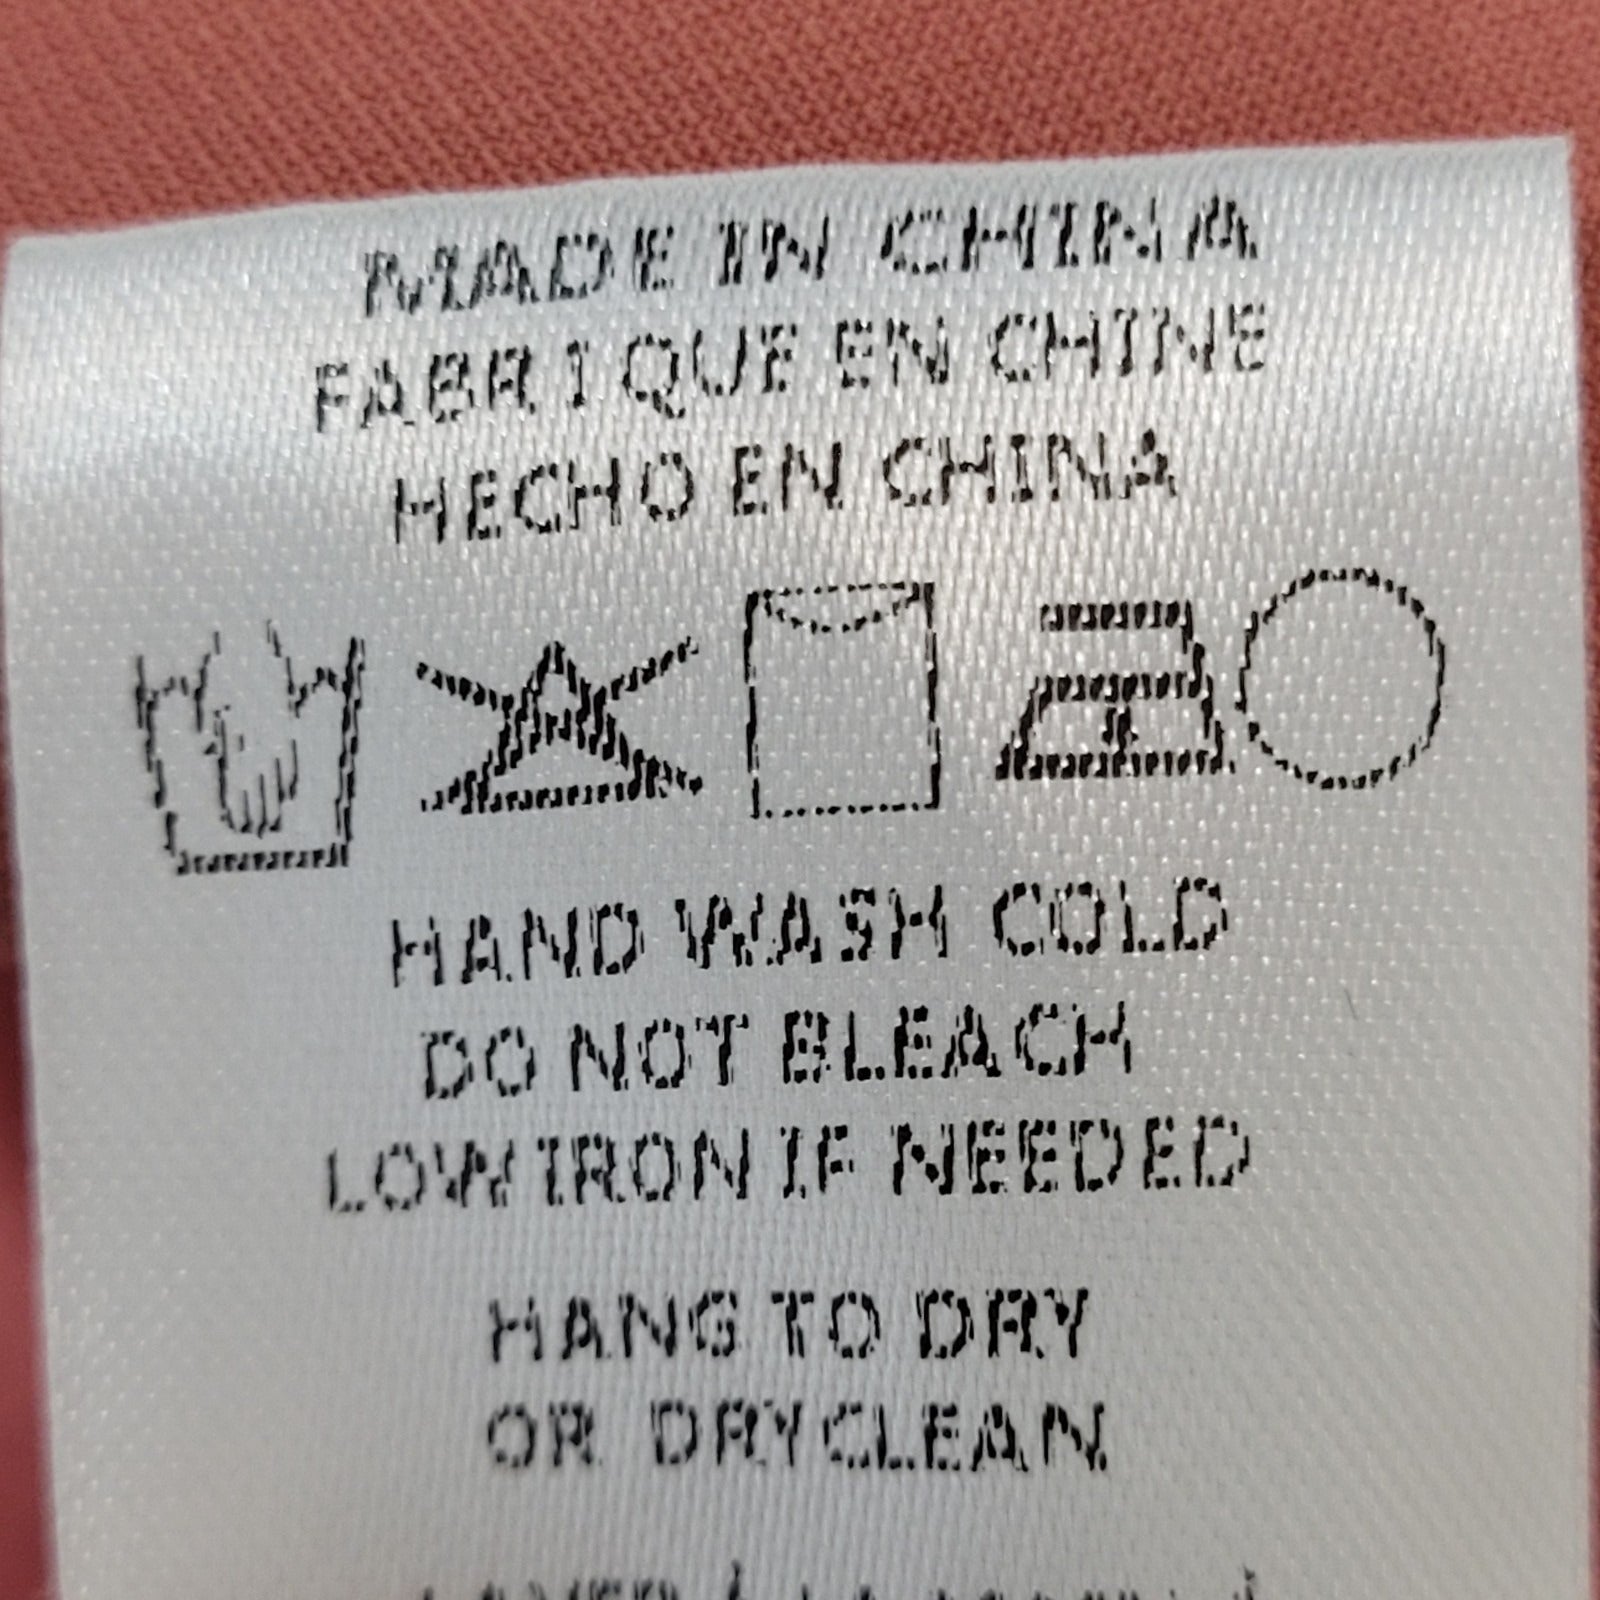 MADE IN CHINA
FABRIQUE EN CHINE
HECHO EN CHINA
HAND WASH COLD
DO NOT BLEACH
LOW IRON IF NEEDED
HANG TO DRY
OR DRYCLEAN